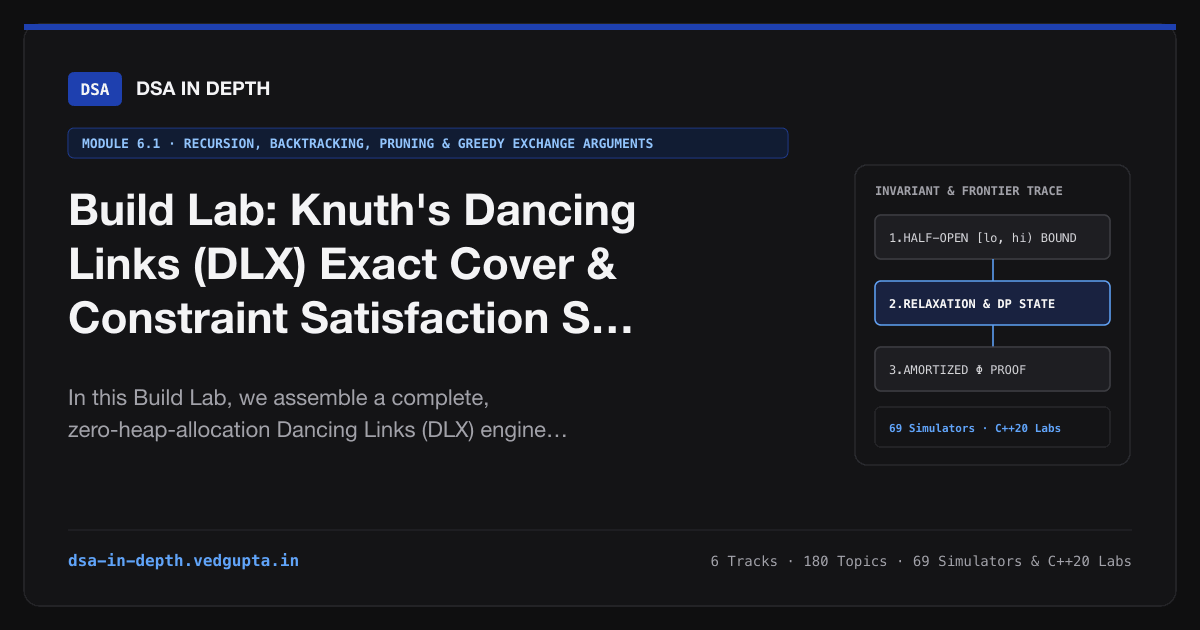 DSA DSA IN DEPTH
MODULE 6.1 · RECURSION, BACKTRACKING, PRUNING & GREEDY EXCHANGE ARGUMENTS
Build Lab: Knuth's Dancing
Links (DLX) Exact Cover &
Constraint Satisfaction S...
In this Build Lab, we assemble a complete,
zero-heap-allocation Dancing Links (DLX) engine...
INVARIANT & FRONTIER TRACE
1.HALF-OPEN [lo, hi) BOUND
2.RELAXATION & DP STATE
3.AMORTIZED Φ PROOF
69 Simulators · C++20 Labs
dsa-in-depth.vedgupta.in
6 Tracks · 180 Topics · 69 Simulators & C++20 Labs